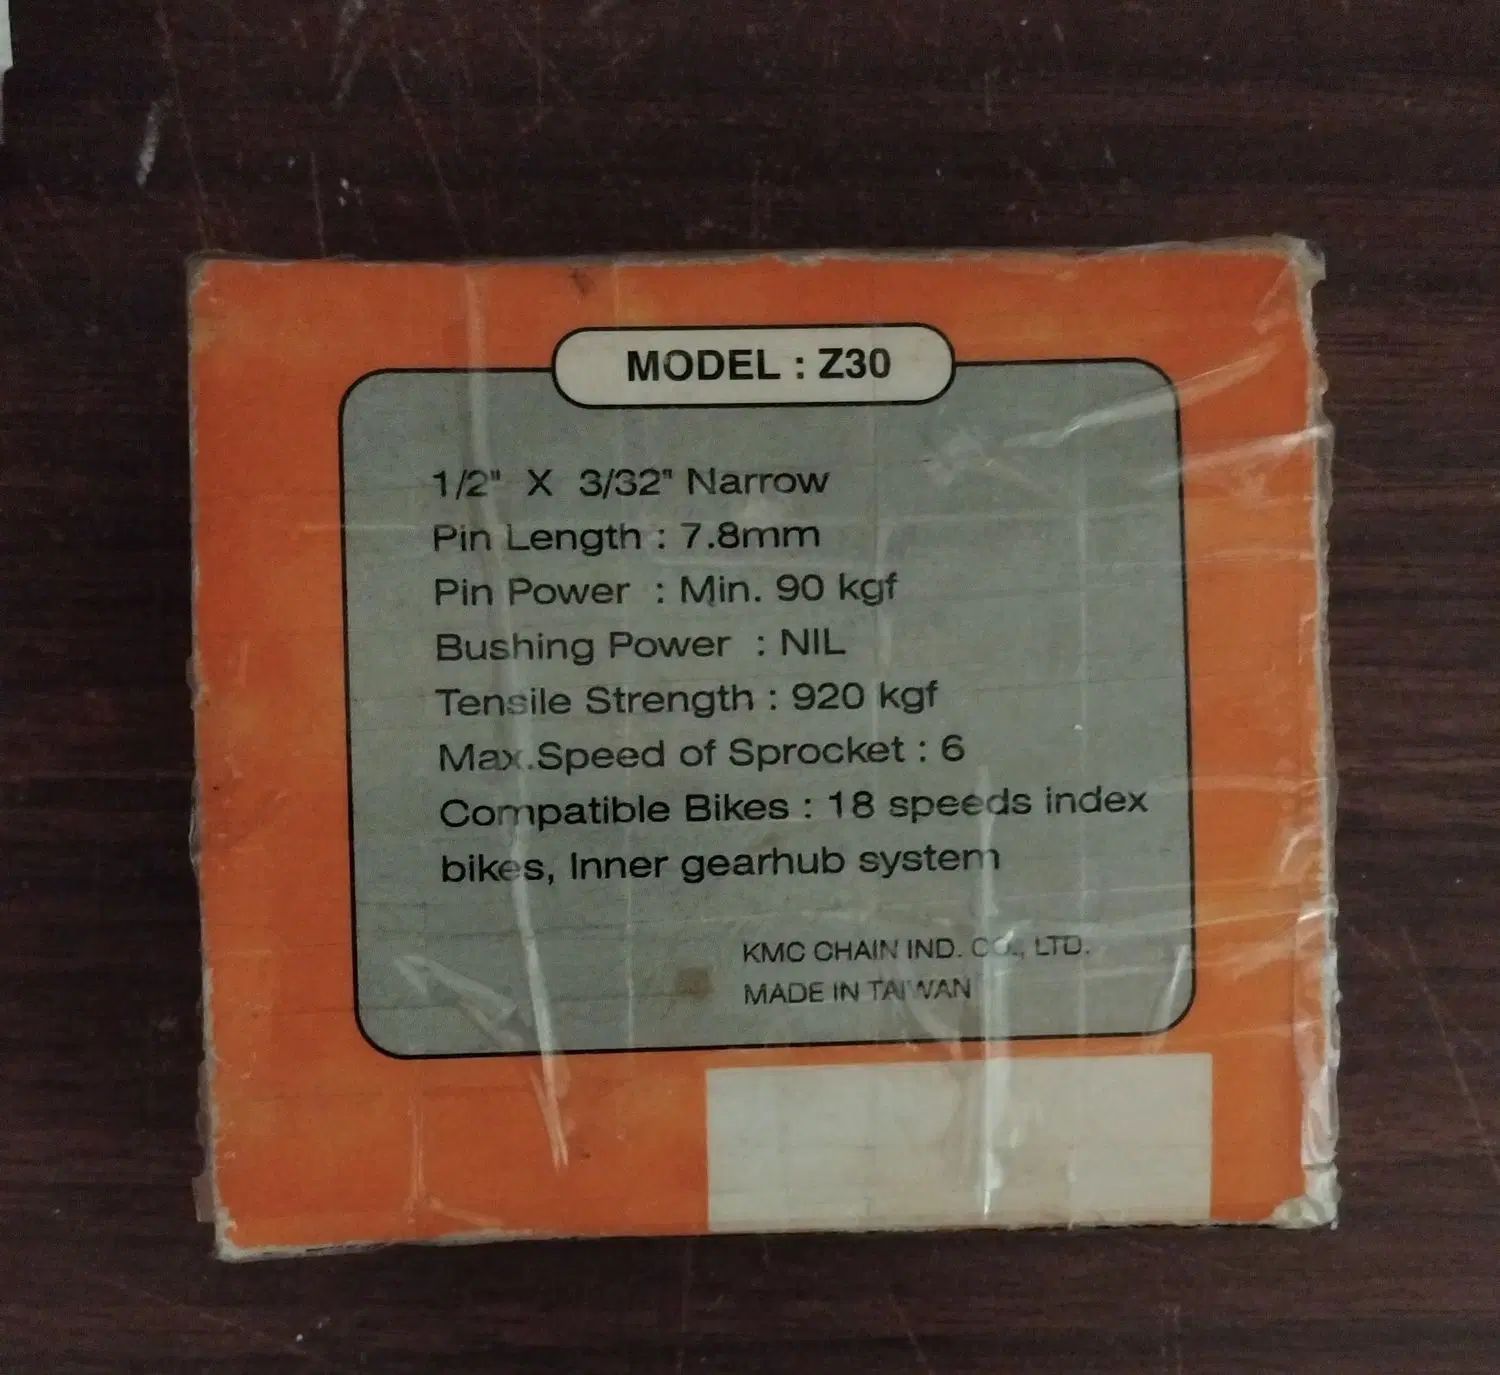 MODEL : Z30
1/2" X 3/32" Narrow
Pin Length : 7.8mm
Pin Power : Min. 90 kgf
Bushing Power : NIL
Tensile Strength : 920 kgf
Max.Speed of Sprocket : 6
Compatible Bikes : 18 speeds index
bikes, Inner gearhub system
KMC CHAIN IND. CO., LTD.
MADE IN TAIWAN